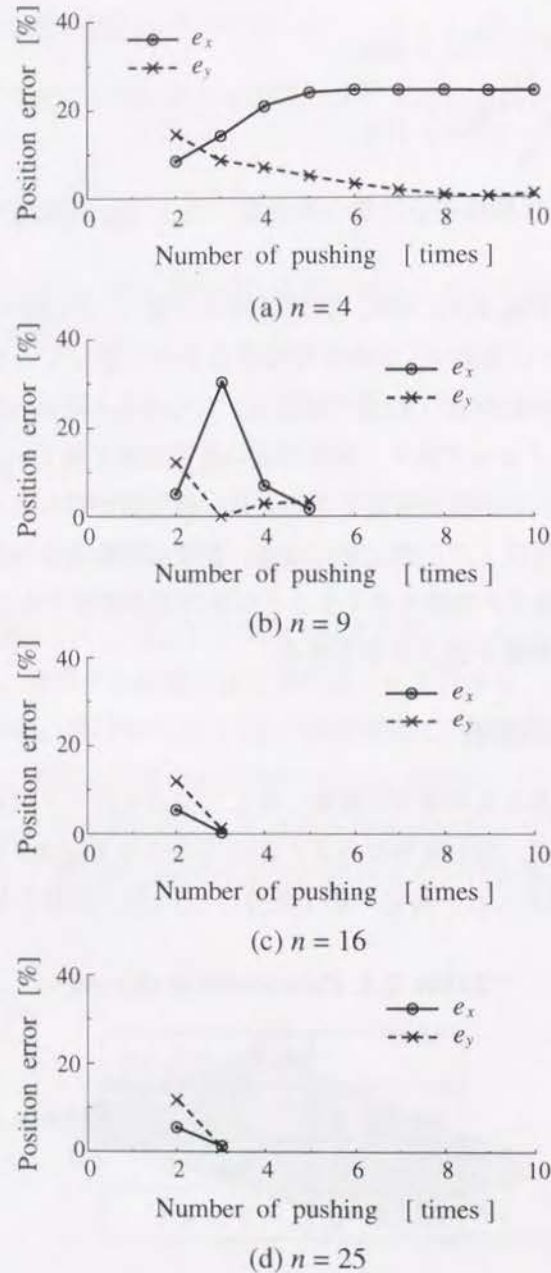 Position error [%]
40
20
0
e_x
e_y
0 2 4 6 8 10
Number of pushing [ times ]
(a) n = 4
Position error [%]
40
20
0
e_x
e_y
0 2 4 6 8 10
Number of pushing [ times ]
(b) n = 9
Position error [%]
40
20
0
e_x
e_y
0 2 4 6 8 10
Number of pushing [ times ]
(c) n = 16
Position error [%]
40
20
0
e_x
e_y
0 2 4 6 8 10
Number of pushing [ times ]
(d) n = 25